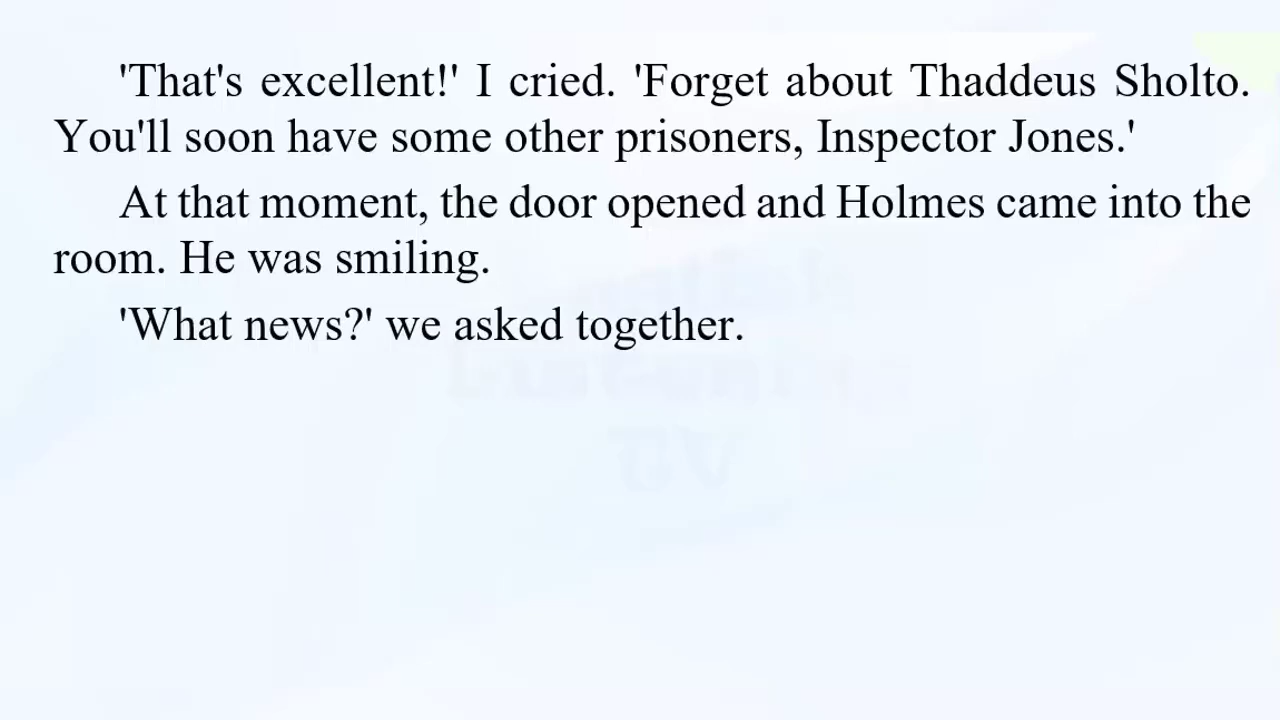 'That's excellent!' I cried. 'Forget about Thaddeus Sholto.
You'll soon have some other prisoners, Inspector Jones.'
At that moment, the door opened and Holmes came into the
room. He was smiling.
'What news?' we asked together.
TV